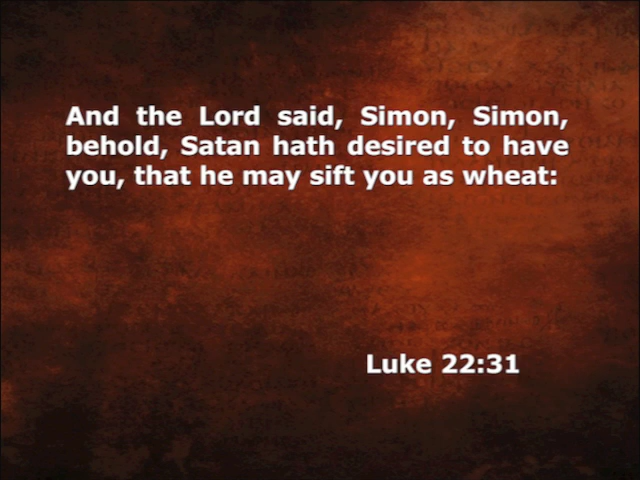 And the Lord said, Simon, Simon,
behold, Satan hath desired to have
you, that he may sift you as wheat:
Luke 22:31